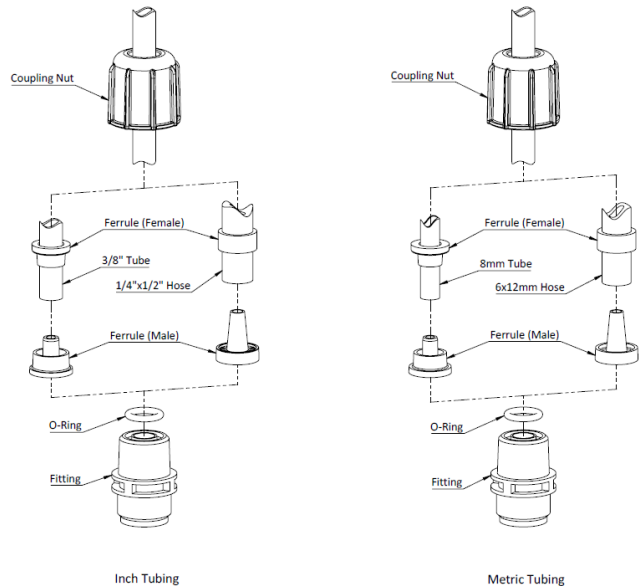 Coupling Nut
Ferrule (Female)
3/8" Tube
1/4"x1/2" Hose
Ferrule (Male)
O-Ring
Fitting
Inch Tubing
Coupling Nut
Ferrule (Female)
8mm Tube
6x12mm Hose
Ferrule (Male)
O-Ring
Fitting
Metric Tubing